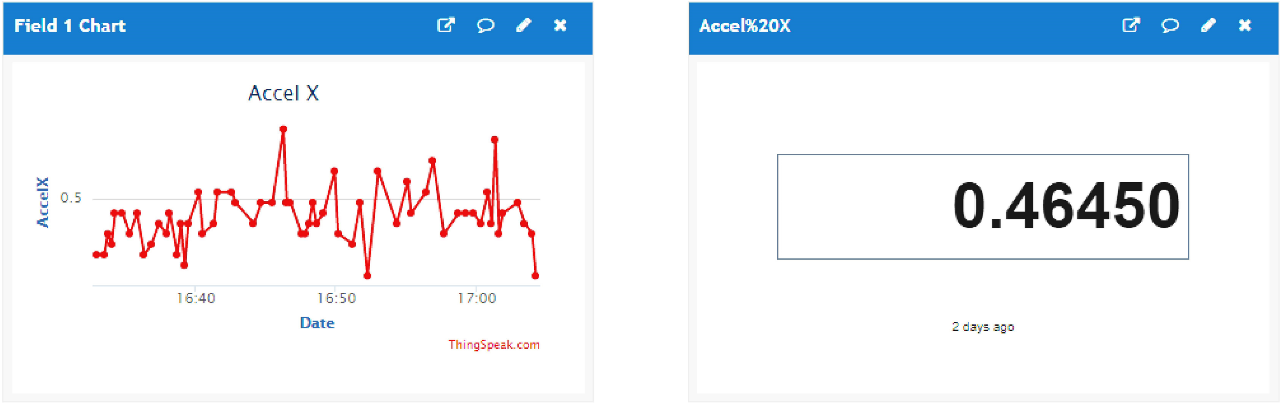 Field 1 Chart
Accel X
AccelX
0.5
16:40 16:50 17:00
Date
ThingSpeak.com
Accel%20X
0.46450
2 days ago